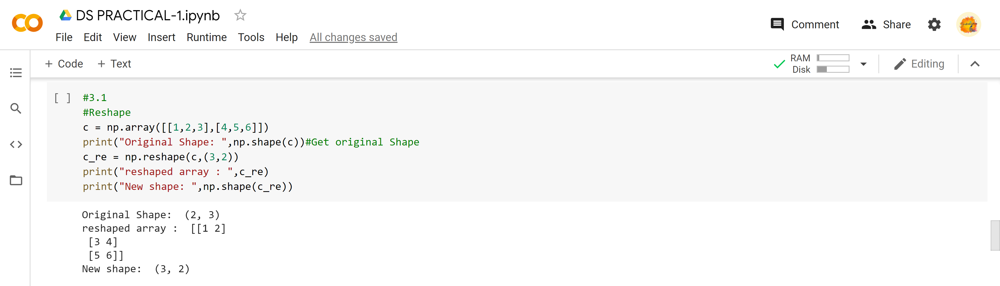 DS PRACTICAL-1.ipynb
File Edit View Insert Runtime Tools Help All changes saved
Comment Share
+ Code + Text
RAM
Disk
Editing
[ ] #3.1
#Reshape
c = np.array([[1,2,3],[4,5,6]])
print("Original Shape: ",np.shape(c))#Get original Shape
c_re = np.reshape(c,(3,2))
print("reshaped array : ",c_re)
print("New shape: ",np.shape(c_re))
Original Shape:  (2, 3)
reshaped array :  [[1 2]
 [3 4]
 [5 6]]
New shape:  (3, 2)